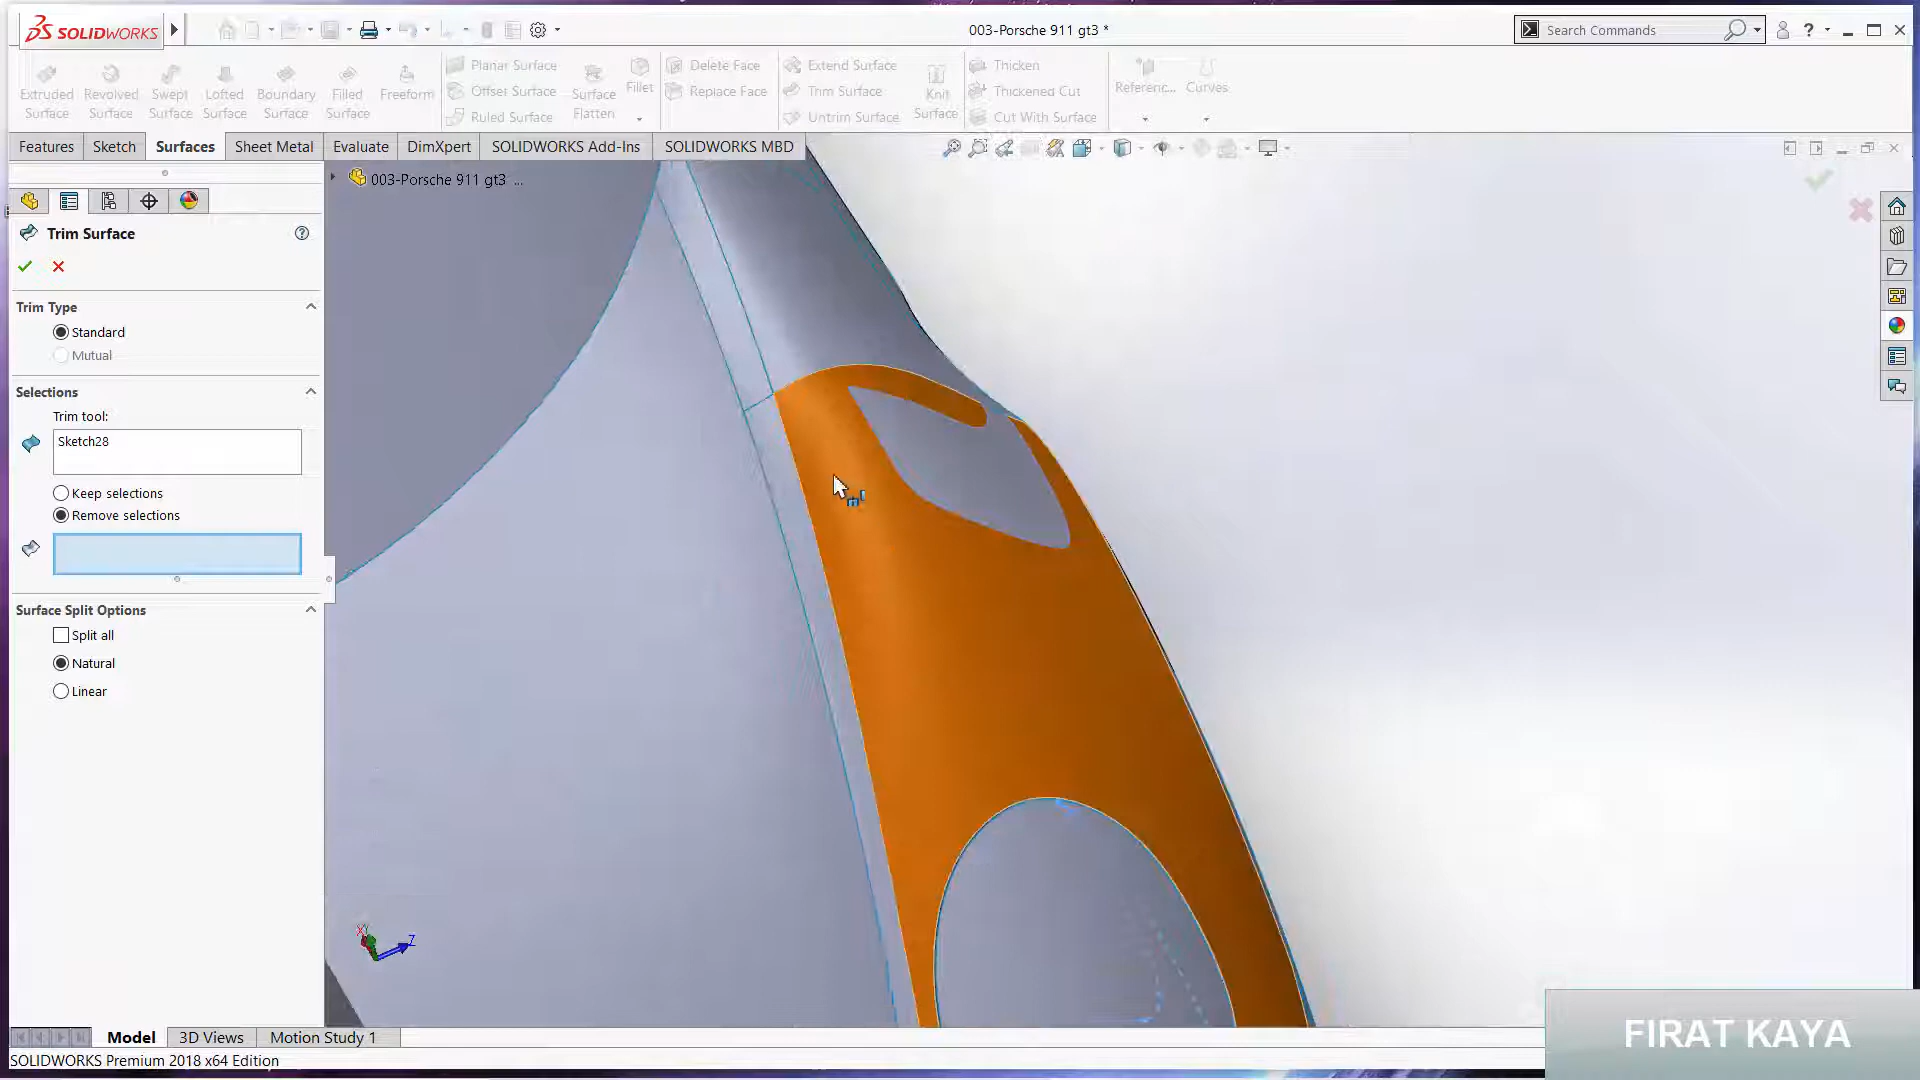 SOLIDWORKS
003-Porsche 911 gt3 *
Search Commands
Extruded Surface
Revolved Surface
Swept Surface
Lofted Surface
Boundary Surface
Filled Surface
Freeform
Planar Surface
Offset Surface
Ruled Surface
Surface Flatten
Fillet
Delete Face
Replace Face
Extend Surface
Trim Surface
Untrim Surface
Knit Surface
Thicken
Thickened Cut
Cut With Surface
Referenc...
Curves
Features
Sketch
Surfaces
Sheet Metal
Evaluate
DimXpert
SOLIDWORKS Add-Ins
SOLIDWORKS MBD
003-Porsche 911 gt3 ...
Trim Surface
Trim Type
Standard
Mutual
Selections
Trim tool:
Sketch28
Keep selections
Remove selections
Surface Split Options
Split all
Natural
Linear
Z
Model
3D Views
Motion Study 1
SOLIDWORKS Premium 2018 x64 Edition
FIRAT KAYA